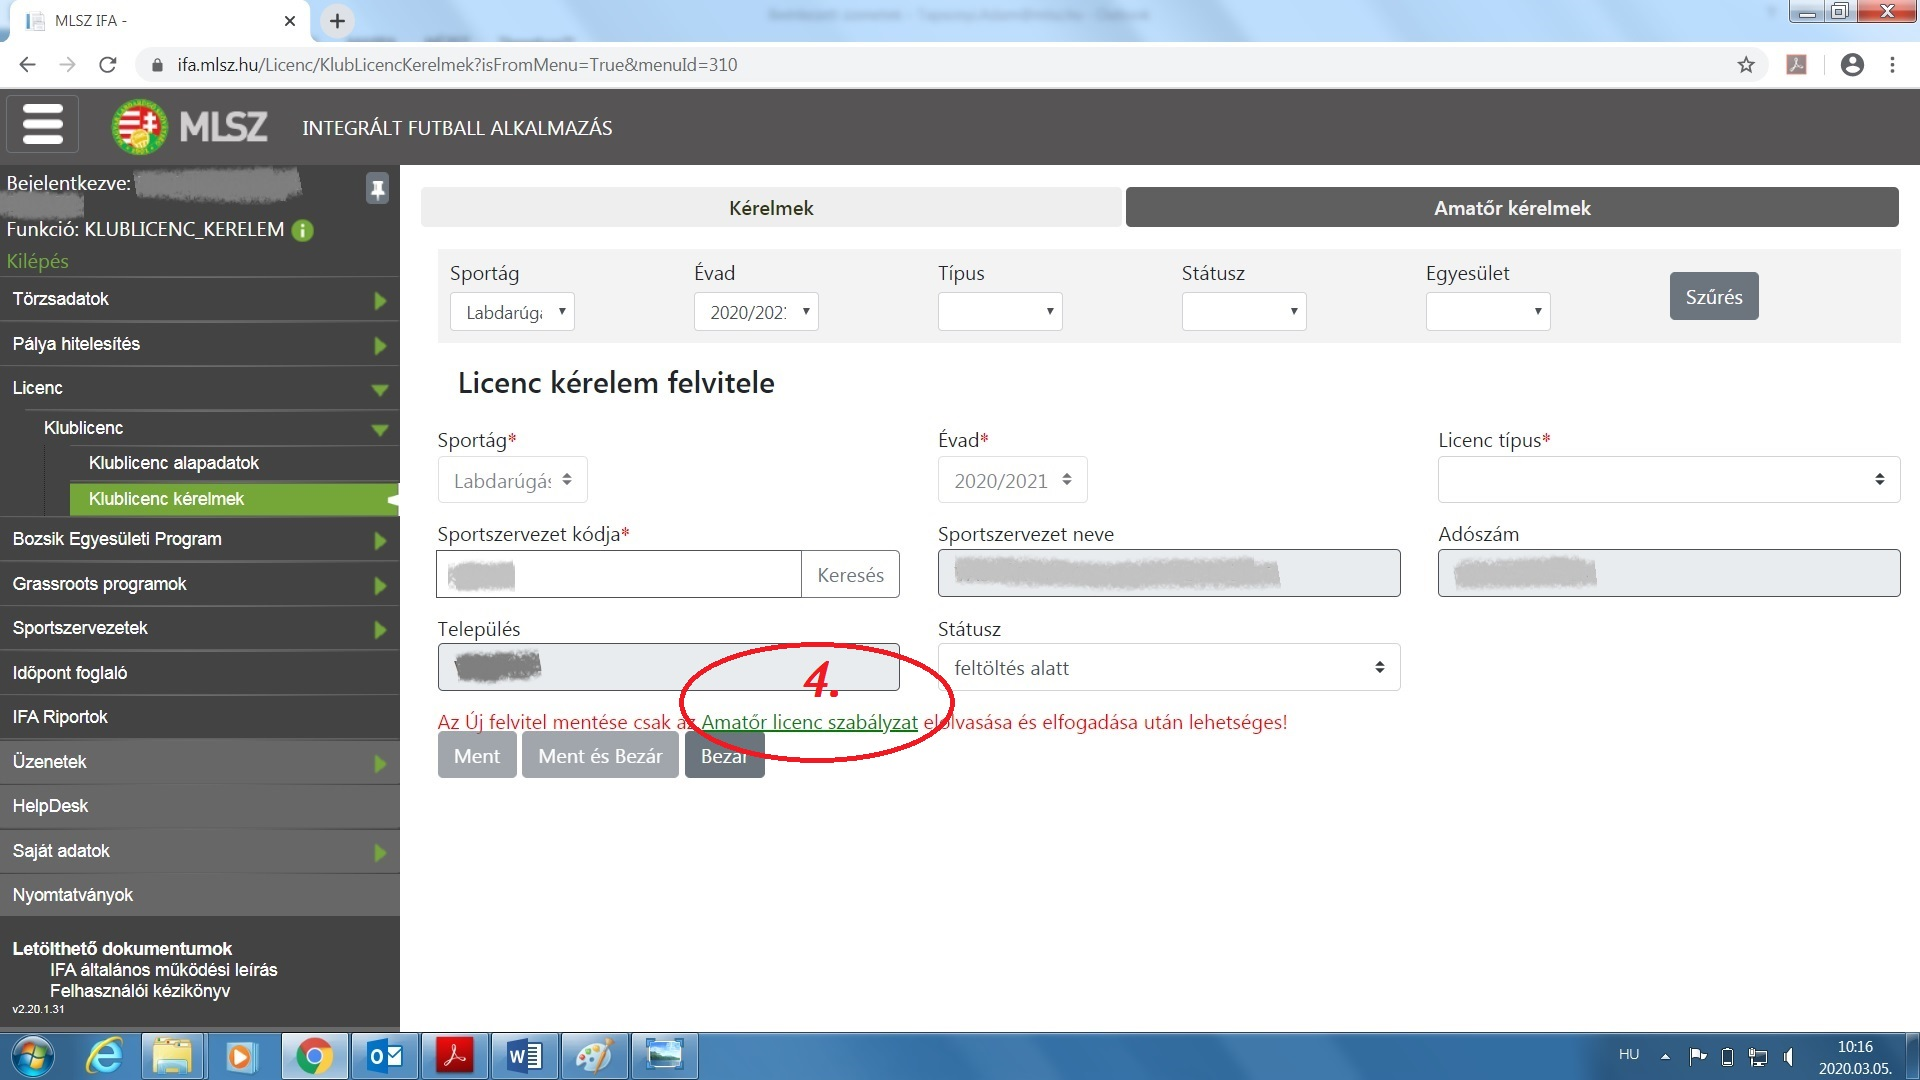 MLSZ IFA -
ifa.mlsz.hu/Licenc/KlubLicencKerelmek?isFromMenu=True&menuId=310
MLSZ INTEGRÁLT FUTBALL ALKALMAZÁS
Bejelentkezve:
Funkció: KLUBLICENC_KERELEM
Kilépés
Törzsadatok
Pálya hitelesítés
Licenc
Klublicenc
Klublicenc alapadatok
Klublicenc kérelmek
Bozsik Egyesületi Program
Grassroots programok
Sportszervezetek
Időpont foglaló
IFA Riportok
Üzenetek
HelpDesk
Saját adatok
Nyomtatványok
Letölthető dokumentumok
IFA általános működési leírás
Felhasználói kézikönyv
v2.20.1.31
Kérelmek Amatőr kérelmek
Sportág Évad Típus Státusz Egyesület
Labdarúgá 2020/202 Szűrés
Licenc kérelem felvitele
Sportág* Évad* Licenc típus*
Labdarúgás 2020/2021
Sportszervezet kódja* Sportszervezet neve Adószám
Keresés
Település Státusz
4. feltöltés alatt
Az Új felvitel mentése csak az Amatőr licenc szabályzat elolvasása és elfogadása után lehetséges!
Ment Ment és Bezár Bezár
HU 10:16
2020.03.05.